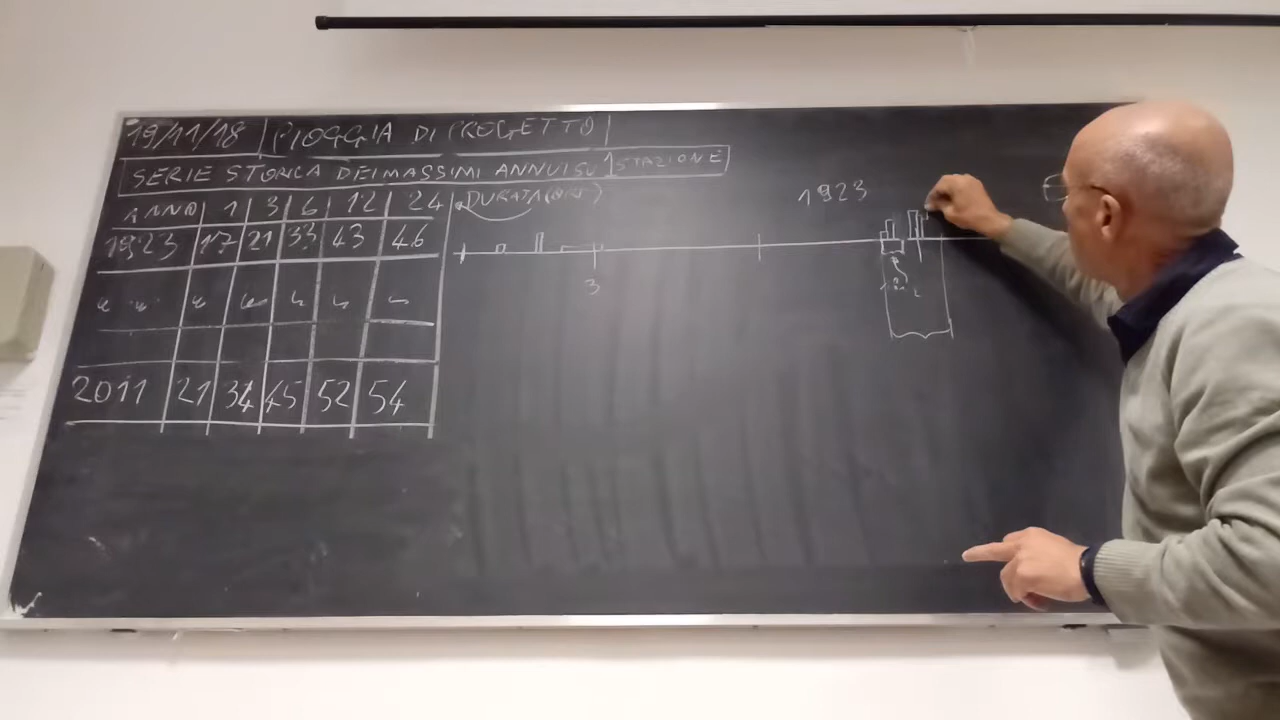 19/11/18 PIOGGIA DI PROGETTO
SERIE STORICA DEI MASSIMI ANNUI SU 1 STAZIONE
ANNO 1 3 6 12 24 DURATA (ORE)
1923 17 21 33 43 46
2011 21 34 45 52 54
1923
3